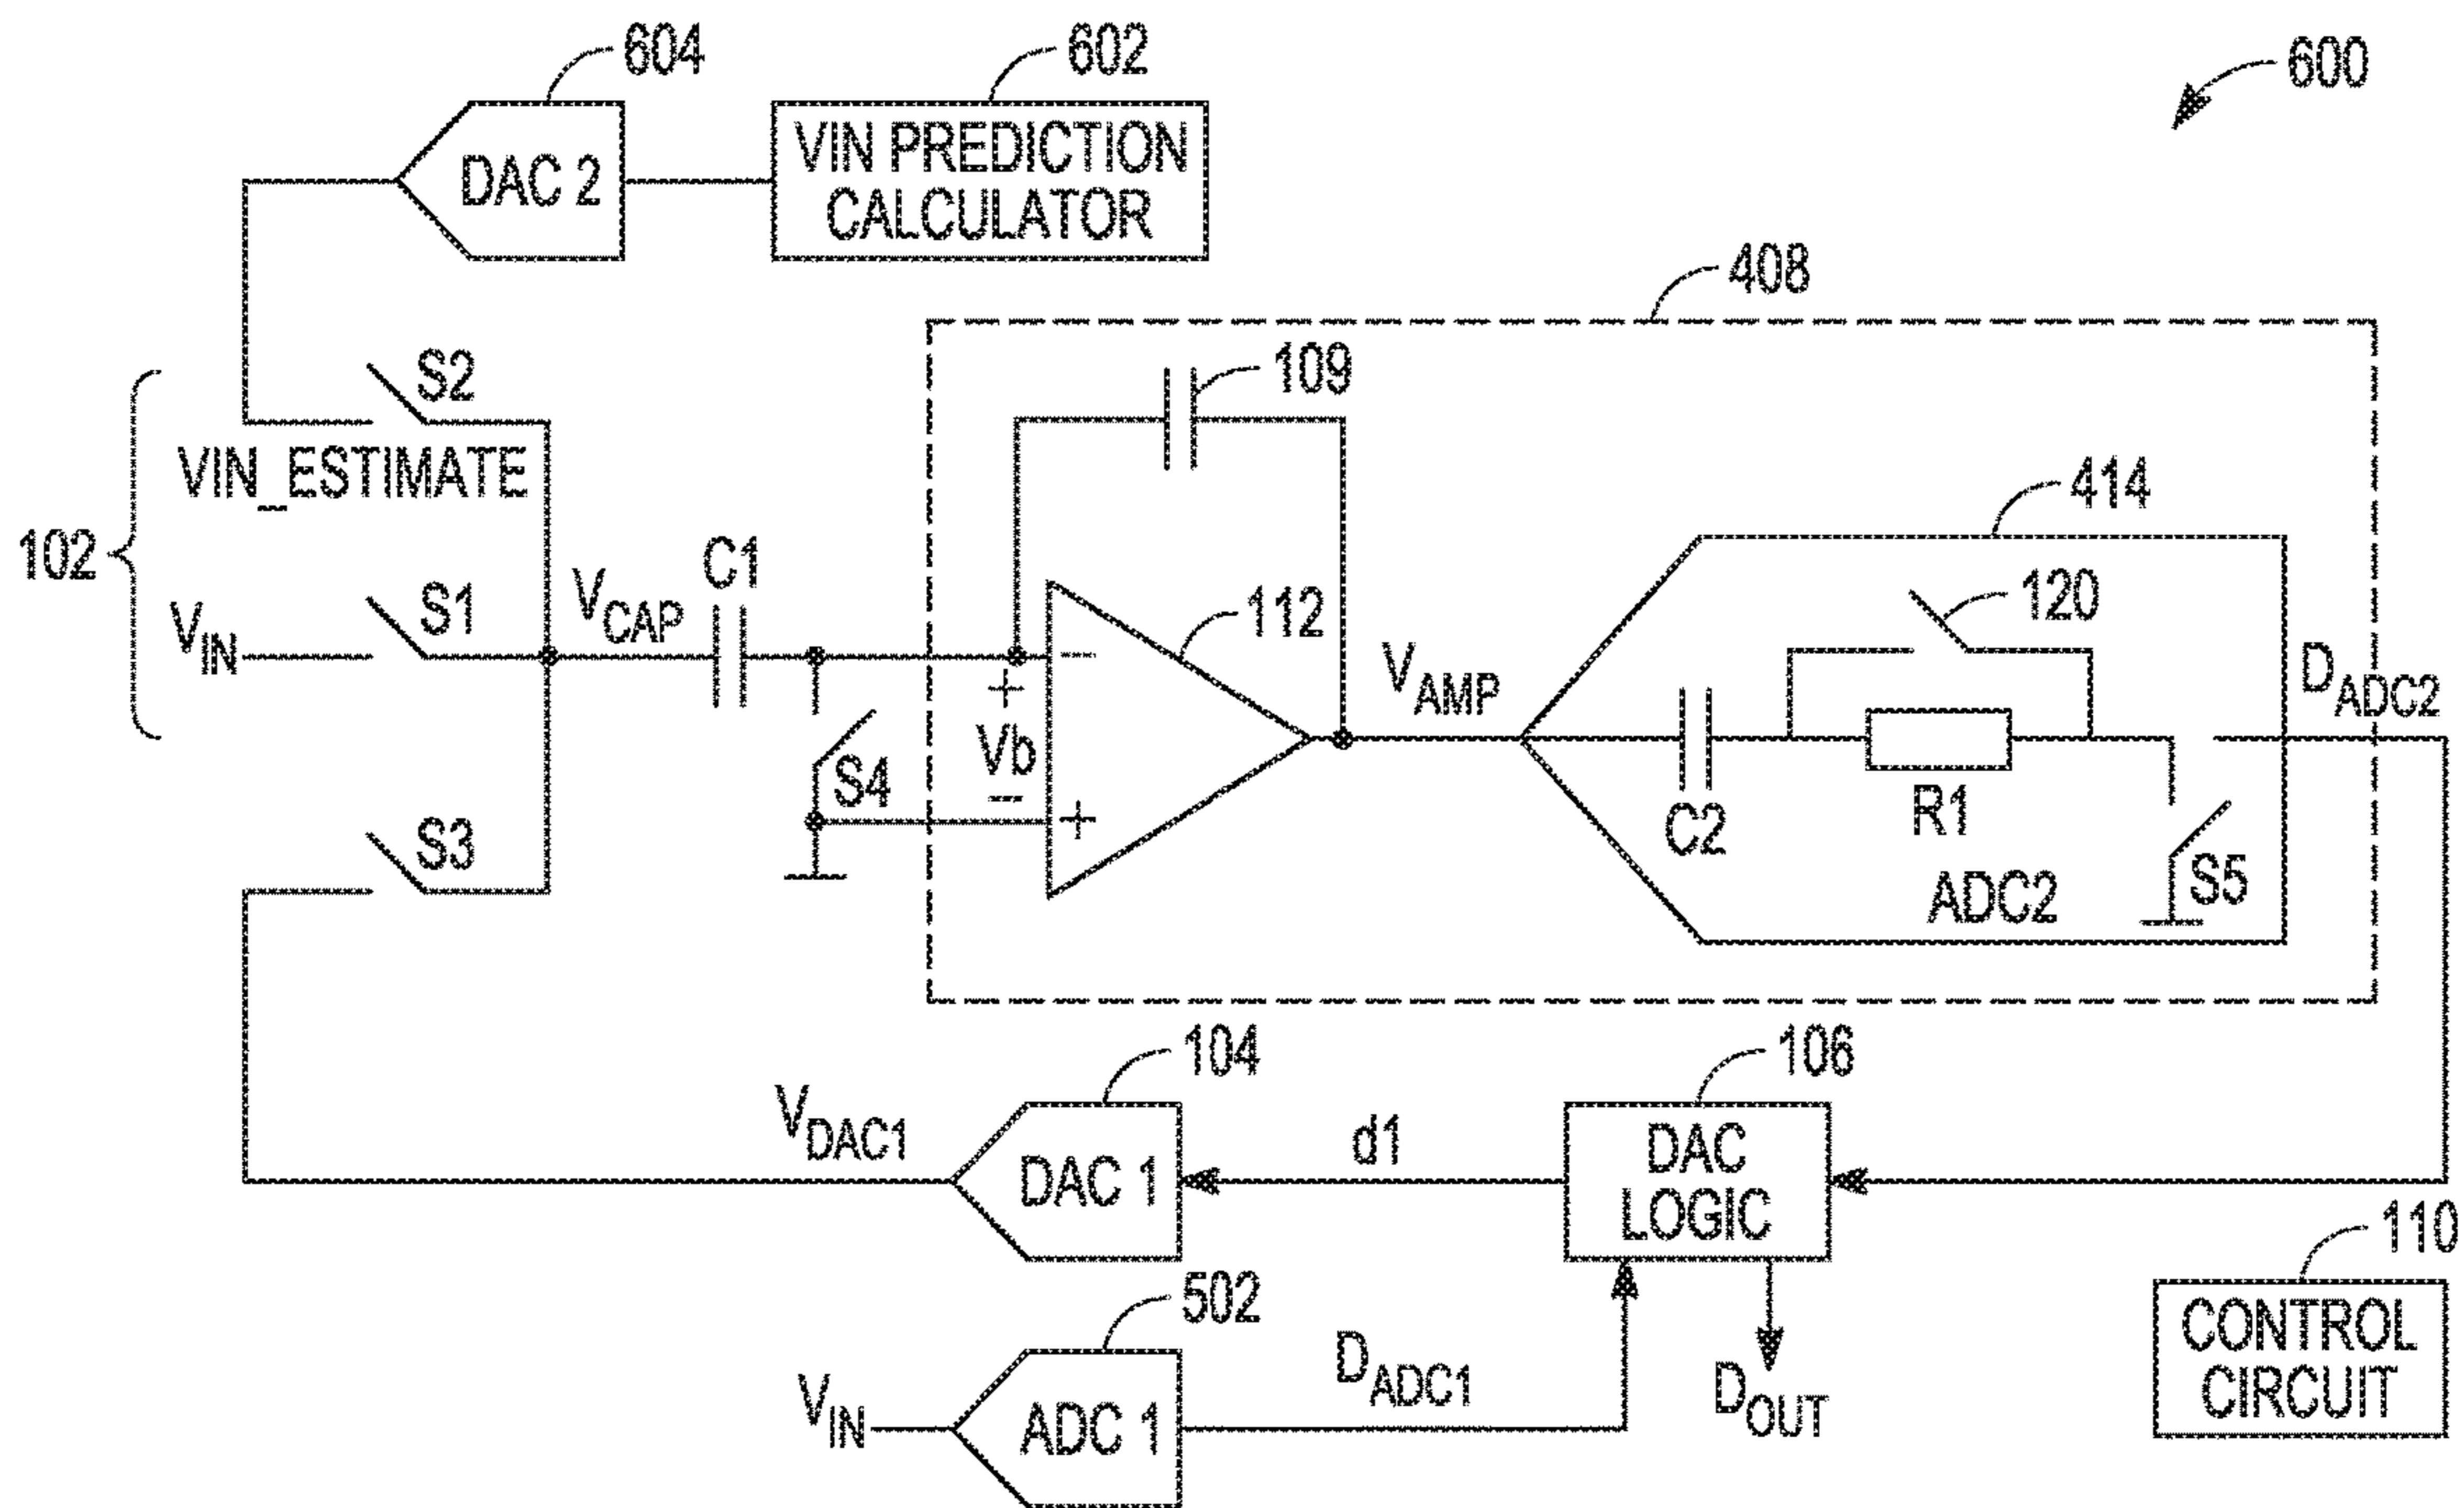 604
602
600
DAC 2
VIN PREDICTION
CALCULATOR
408
S2
109
VIN_ESTIMATE
414
102
C1
120
VIN
S1
VCAP
112
VAMP
DADC2
−
+
Vb
−
+
S4
C2
R1
S5
ADC2
S3
104
106
VDAC1
DAC 1
d1
DAC
LOGIC
110
502
CONTROL
CIRCUIT
VIN
ADC 1
DADC1
DOUT